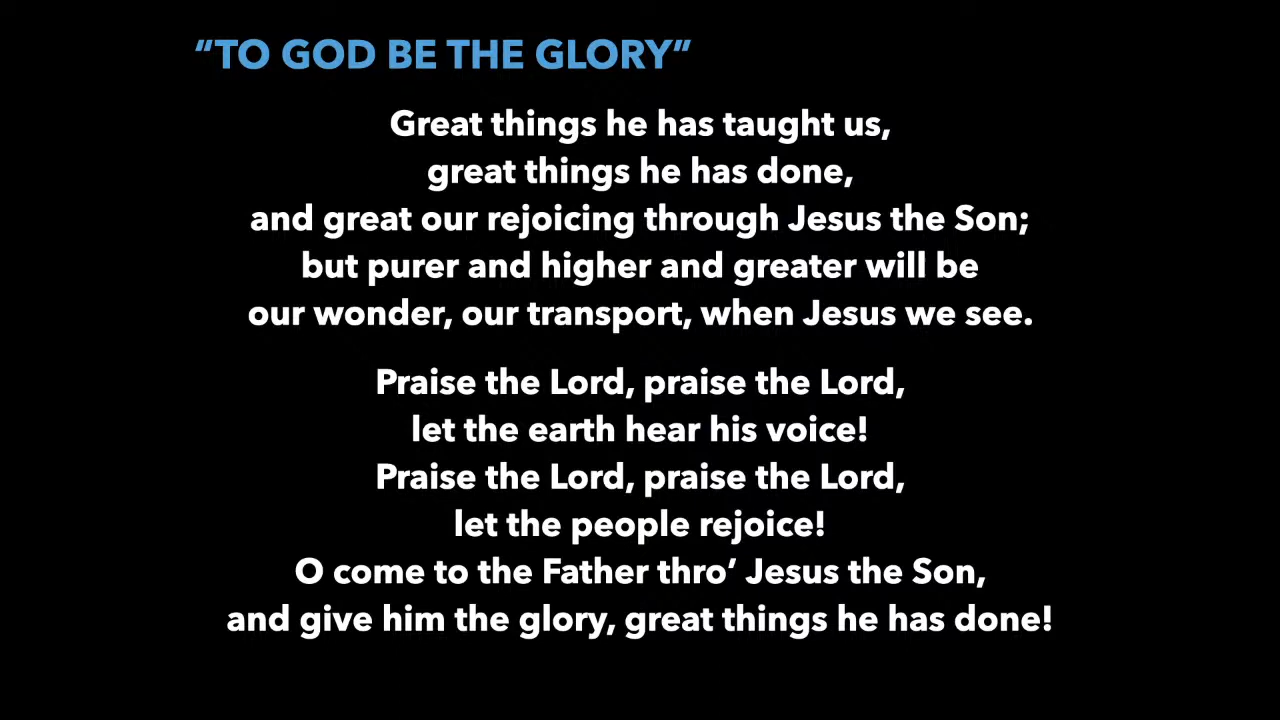 “TO GOD BE THE GLORY”
Great things he has taught us,
great things he has done,
and great our rejoicing through Jesus the Son;
but purer and higher and greater will be
our wonder, our transport, when Jesus we see.
Praise the Lord, praise the Lord,
let the earth hear his voice!
Praise the Lord, praise the Lord,
let the people rejoice!
O come to the Father thro’ Jesus the Son,
and give him the glory, great things he has done!